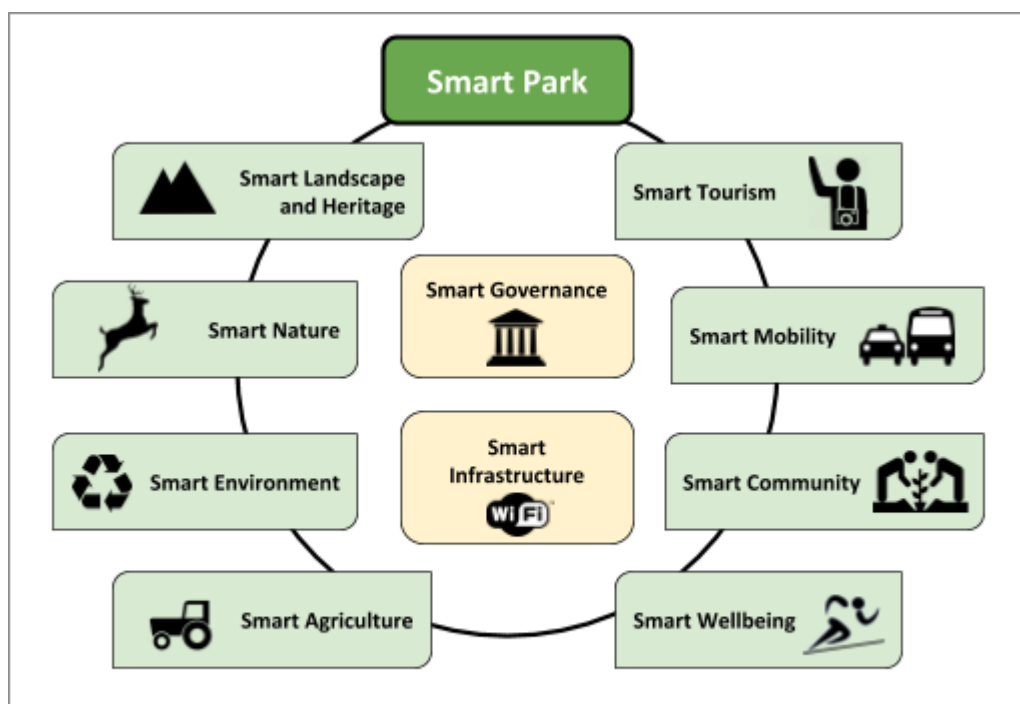 Smart Park
Smart Landscape
and Heritage
Smart Tourism
Smart Governance
Smart Nature
Smart Mobility
Smart
Infrastructure
WiFi
Smart Environment
Smart Community
Smart Agriculture
Smart Wellbeing